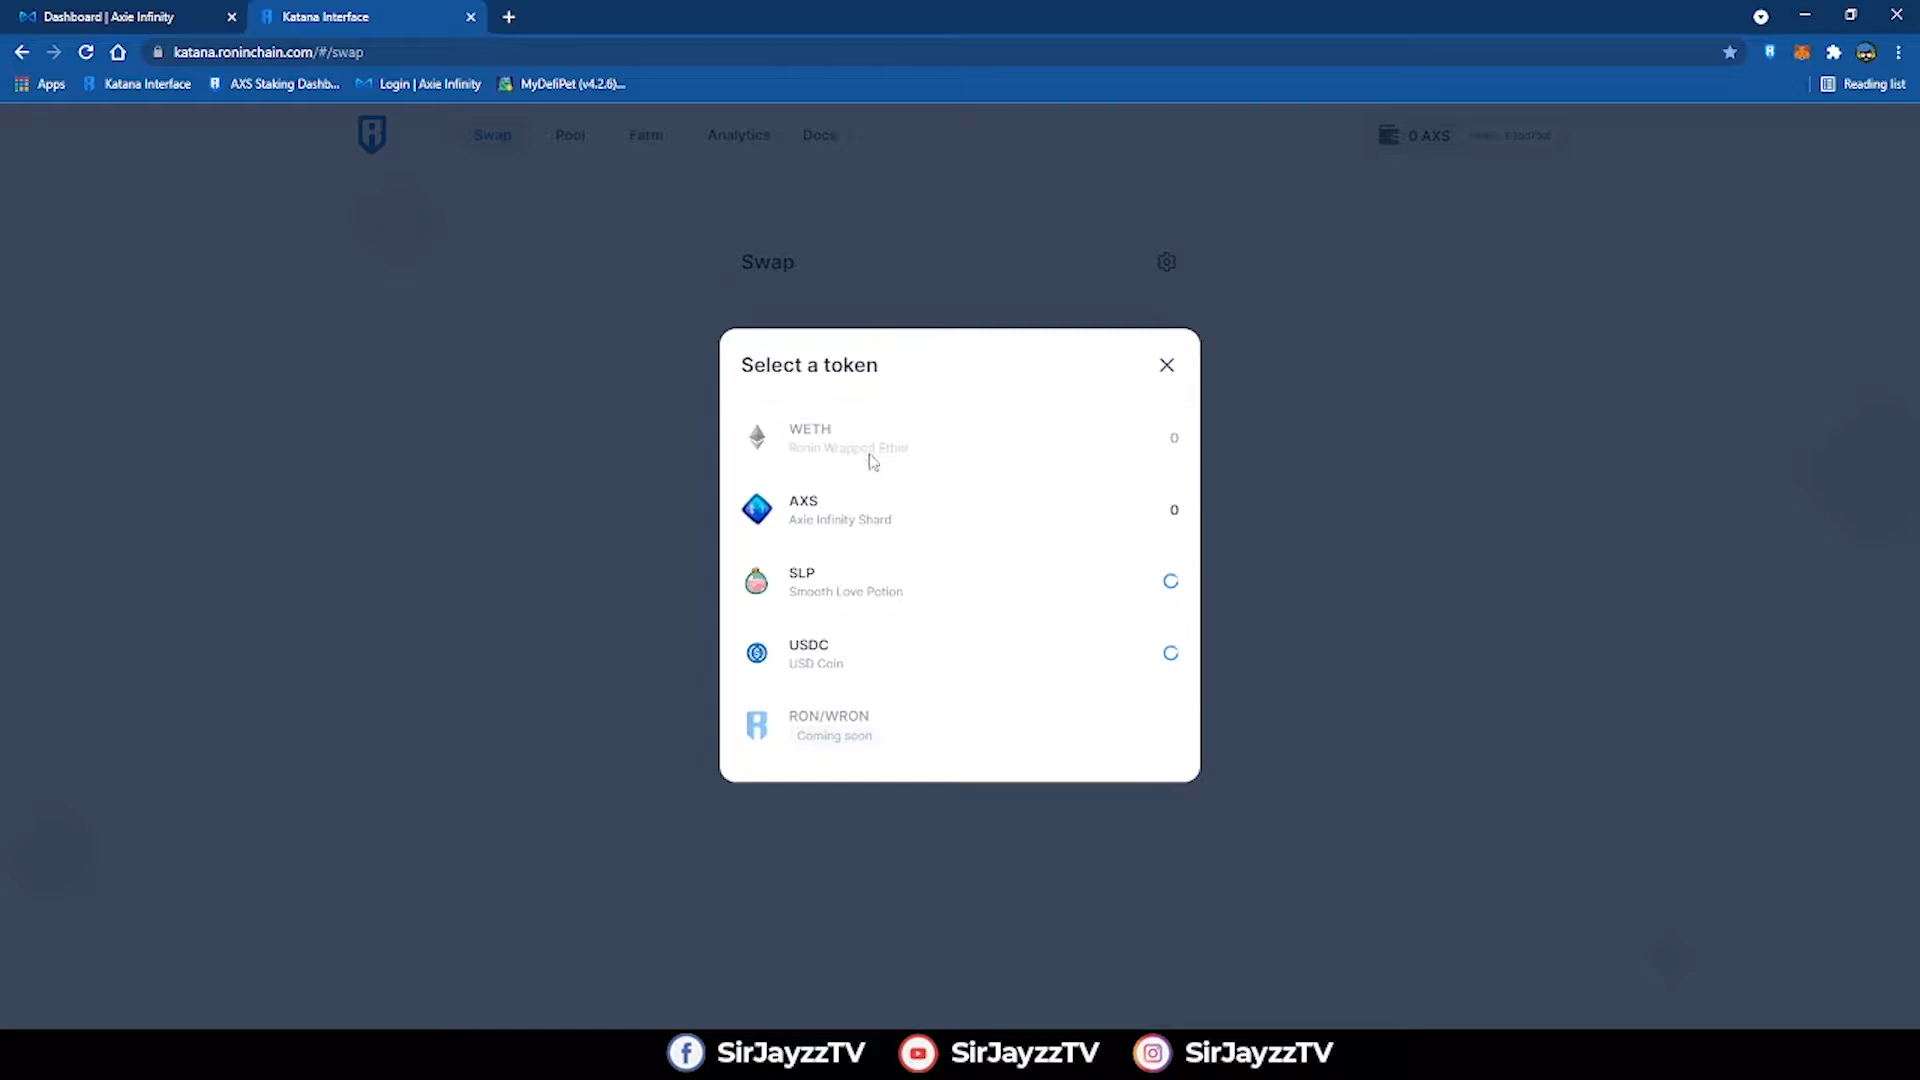 Dashboard | Axie Infinity
Katana Interface
katana.roninchain.com/#/swap
Apps
Katana Interface
AXS Staking Dashb...
Login | Axie Infinity
MyDefiPet (v4.2.6)...
Reading list
Swap
Pool
Farm
Analytics
Docs
0 AXS
Swap
Select a token
WETH
Ronin Wrapped Ether
0
AXS
Axie Infinity Shard
0
SLP
Smooth Love Potion
USDC
USD Coin
RON/WRON
Coming soon
SirJayzzTV
SirJayzzTV
SirJayzzTV